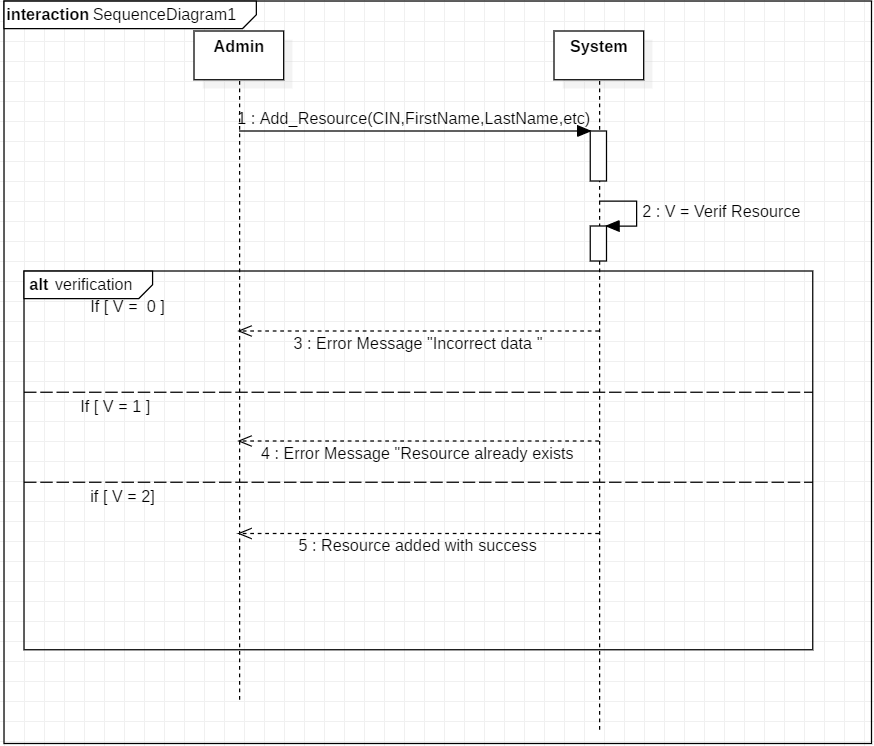 interaction SequenceDiagram1
Admin
System
1 : Add_Resource(CIN,FirstName,LastName,etc)
2 : V = Verif Resource
alt verification
If [ V =  0 ]
3 : Error Message "Incorrect data "
If [ V = 1 ]
4 : Error Message "Resource already exists
if [ V = 2]
5 : Resource added with success